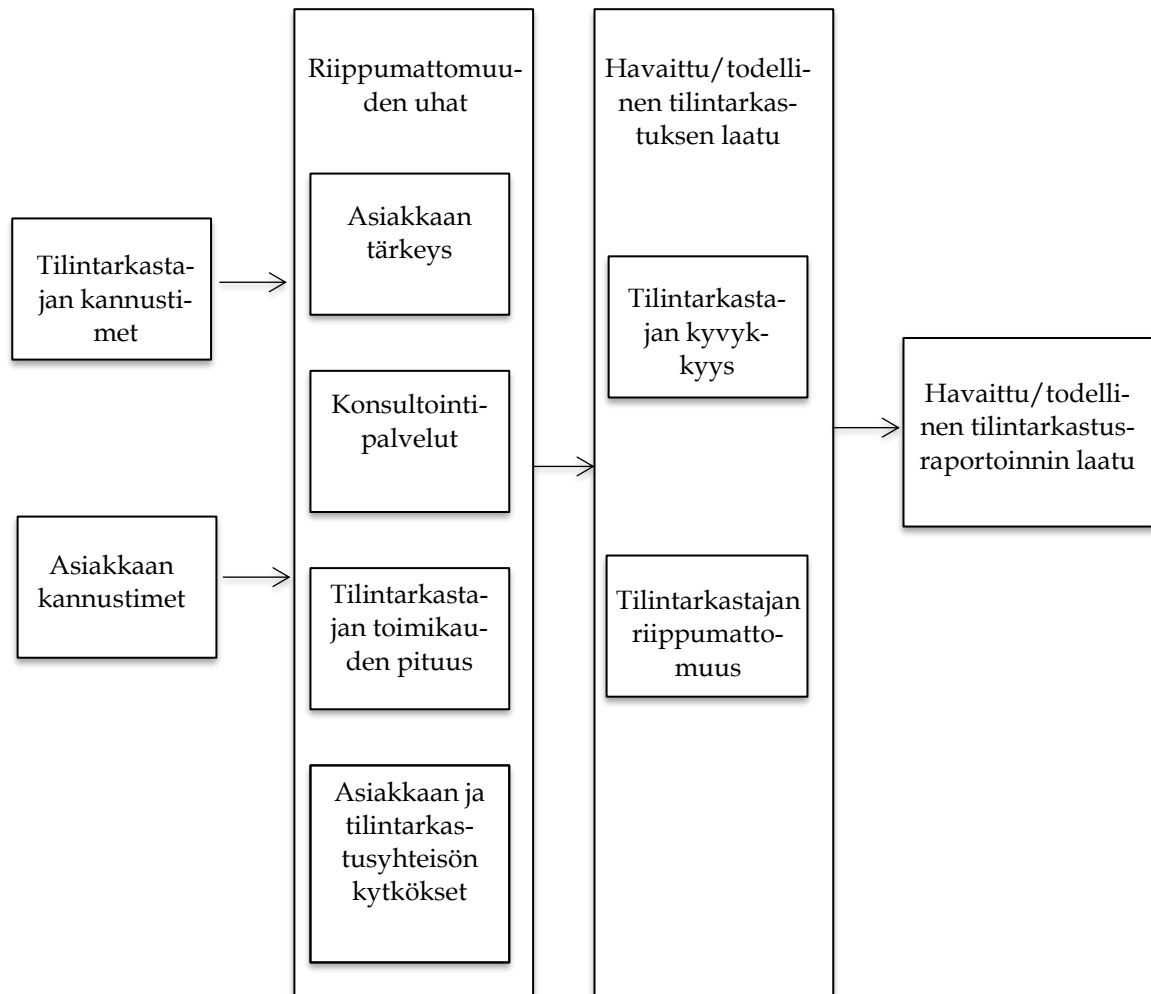 Tilintarkasta-
jan kannusti-
met
Asiakkaan
kannustimet
Riippumattomuu-
den uhat
Asiakkaan
tärkeys
Konsultointi-
palvelut
Tilintarkasta-
jan toimikau-
den pituus
Asiakkaan ja
tilintarkas-
tusyhteisön
kytkökset
Havaittu/todelli-
nen tilintarkas-
tuksen laatu
Tilintarkasta-
jan kyvyk-
kyys
Tilintarkastajan
riippumatto-
muus
Havaittu/todelli-
nen tilintarkastus-
raportoinnin laatu